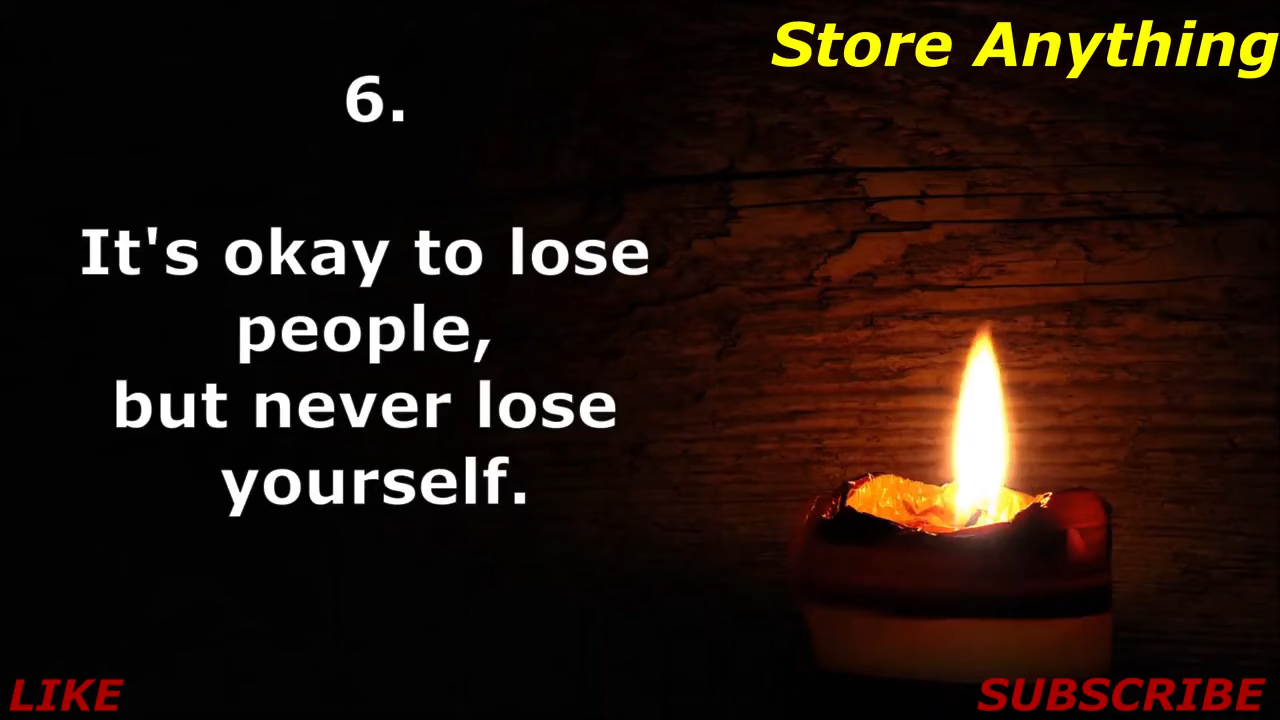 Store Anything
6.
It's okay to lose
people,
but never lose
yourself.
LIKE
SUBSCRIBE